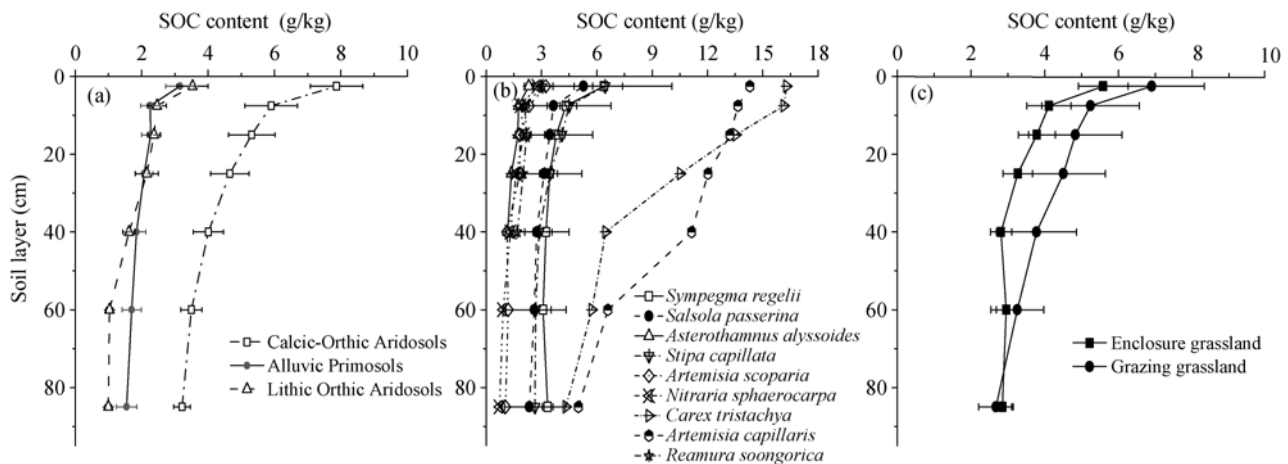 SOC content (g/kg)
0 2 4 6 8 10
SOC content (g/kg)
0 3 6 9 12 15 18
SOC content (g/kg)
0 2 4 6 8 10
0
20
40
60
80
Soil layer (cm)
(a)
Calcic-Orthic Aridosols
Alluvic Primosols
Lithic Orthic Aridosols
(b)
Sympegma regelii
Salsola passerina
Asterothamnus alyssoides
Stipa capillata
Artemisia scoparia
Nitraria sphaerocarpa
Carex tristachya
Artemisia capillaris
Reamura soongorica
(c)
Enclosure grassland
Grazing grassland